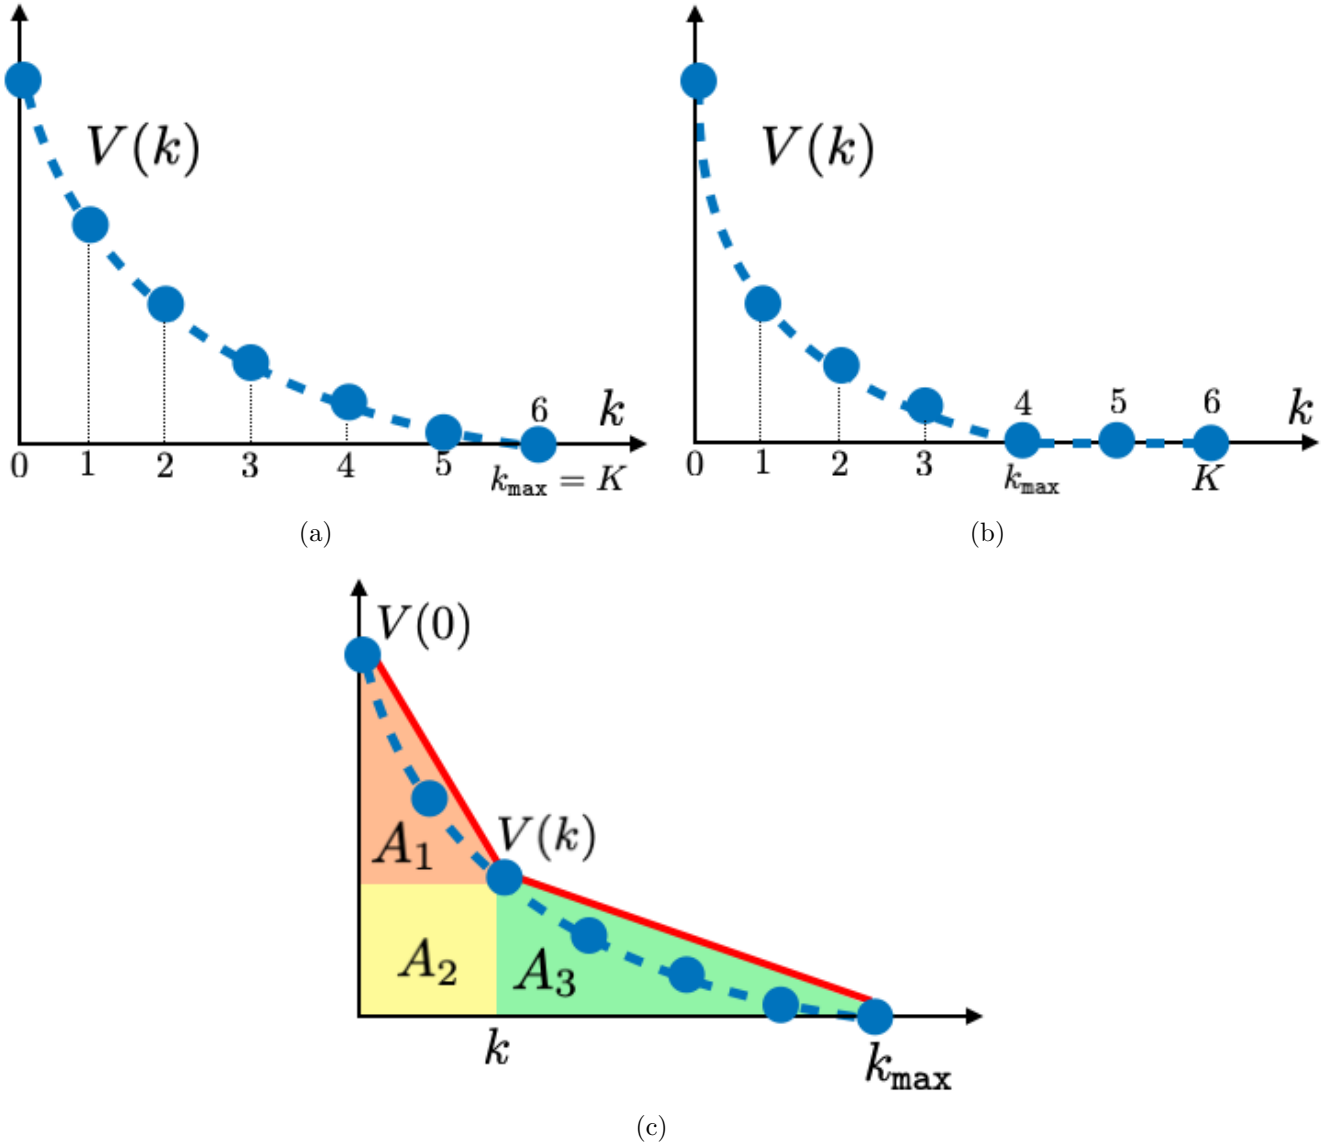 V(k)
6
k
0 1 2 3 4 5
k_max = K
(a)
V(k)
4 5 6
k
0 1 2 3
k_max K
(b)
V(0)
V(k)
A_1
A_2 A_3
k
k_max
(c)